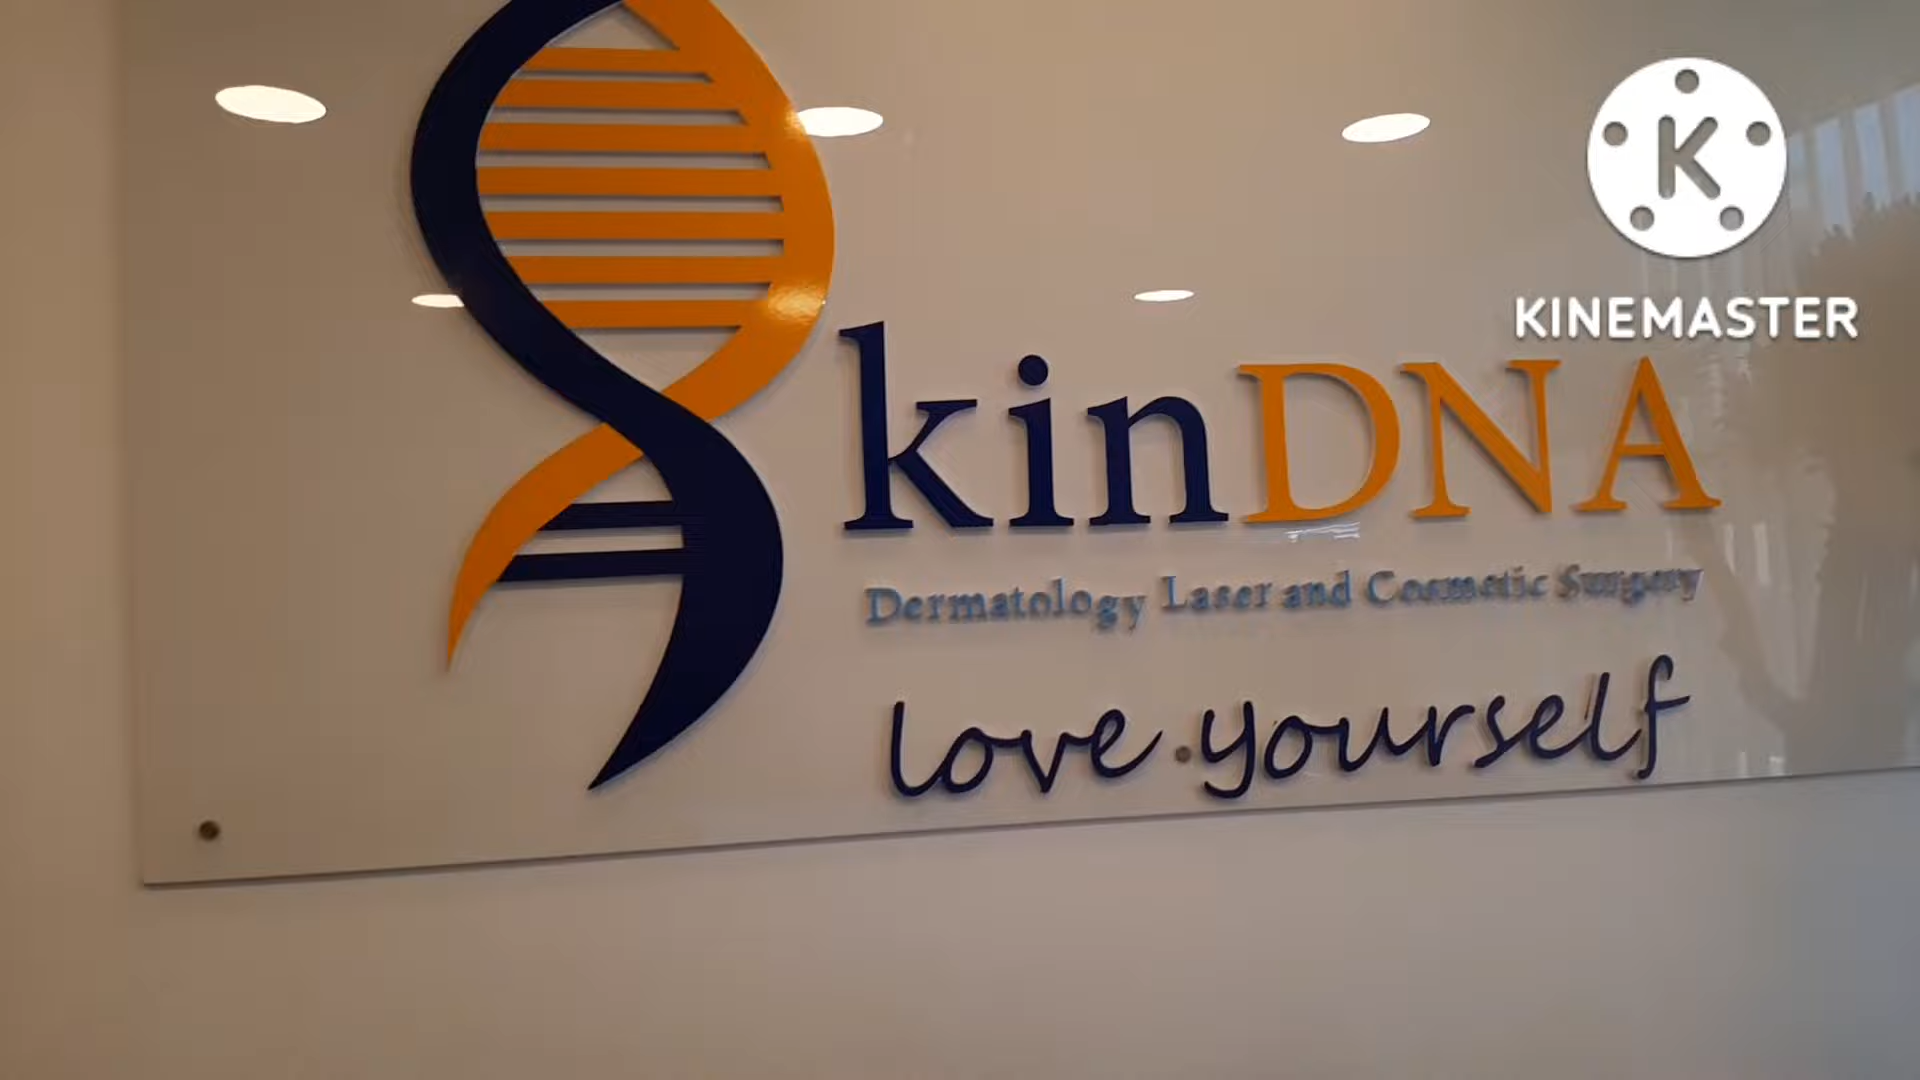 K
KINEMASTER
SkinDNA
Dermatology Laser and Cosmetic Surgery
love yourself